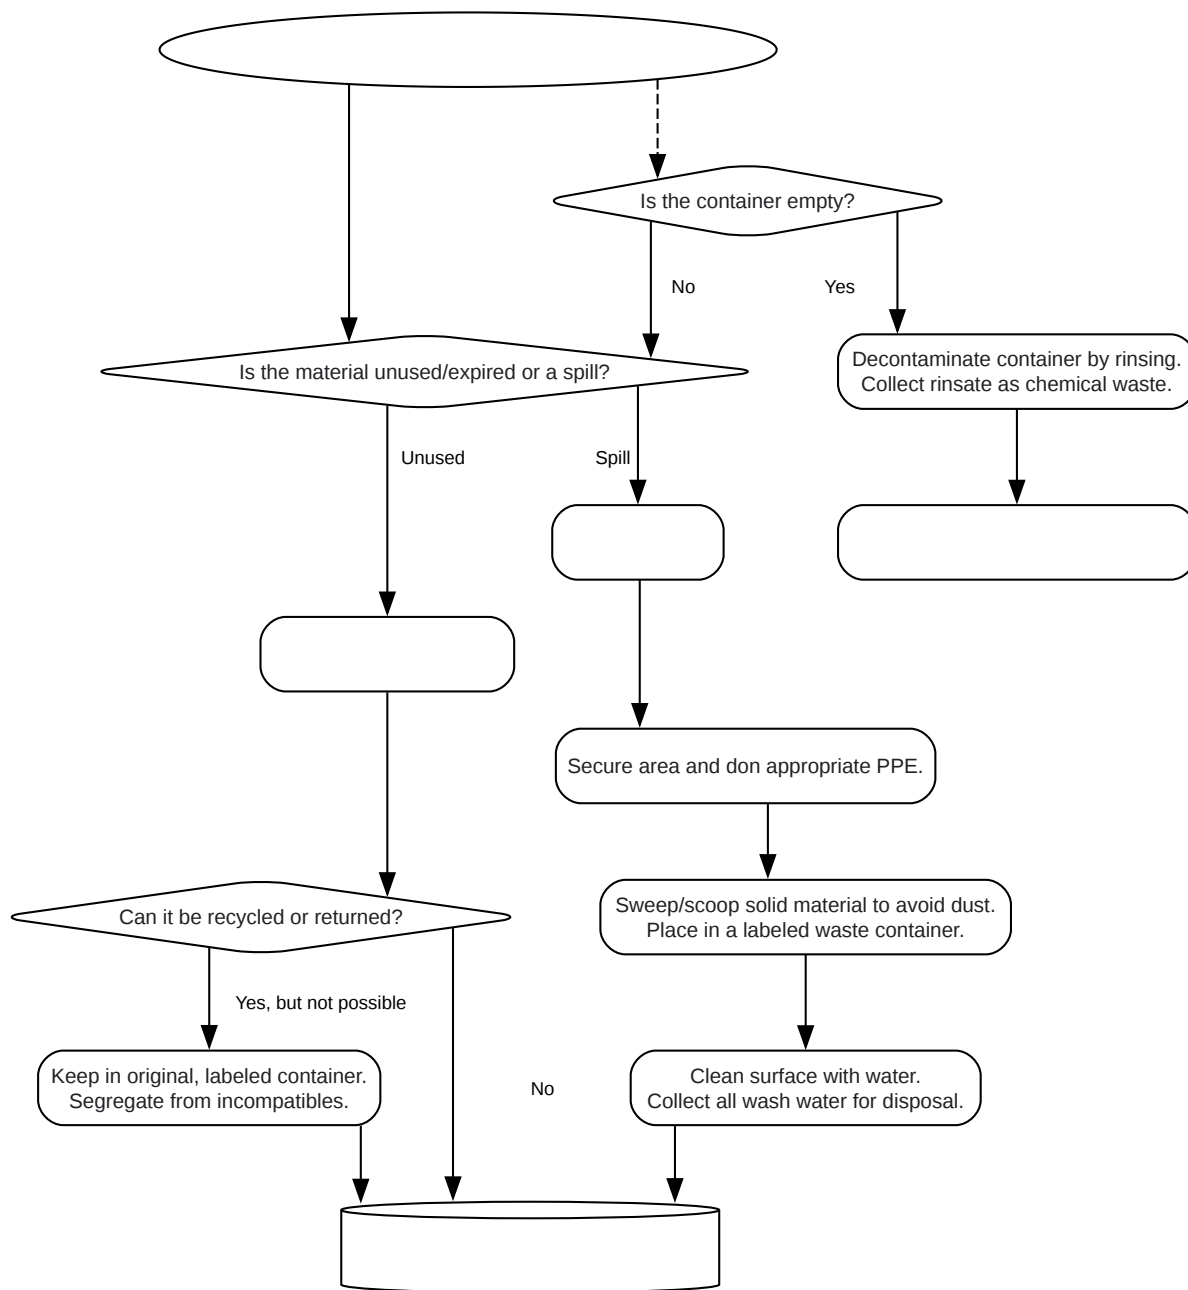 Is the container empty?
No
Yes
Is the material unused/expired or a spill?
Decontaminate container by rinsing.
Collect rinsate as chemical waste.
Unused
Spill
Secure area and don appropriate PPE.
Can it be recycled or returned?
Sweep/scoop solid material to avoid dust.
Place in a labeled waste container.
Yes, but not possible
Keep in original, labeled container.
Segregate from incompatibles.
No
Clean surface with water.
Collect all wash water for disposal.